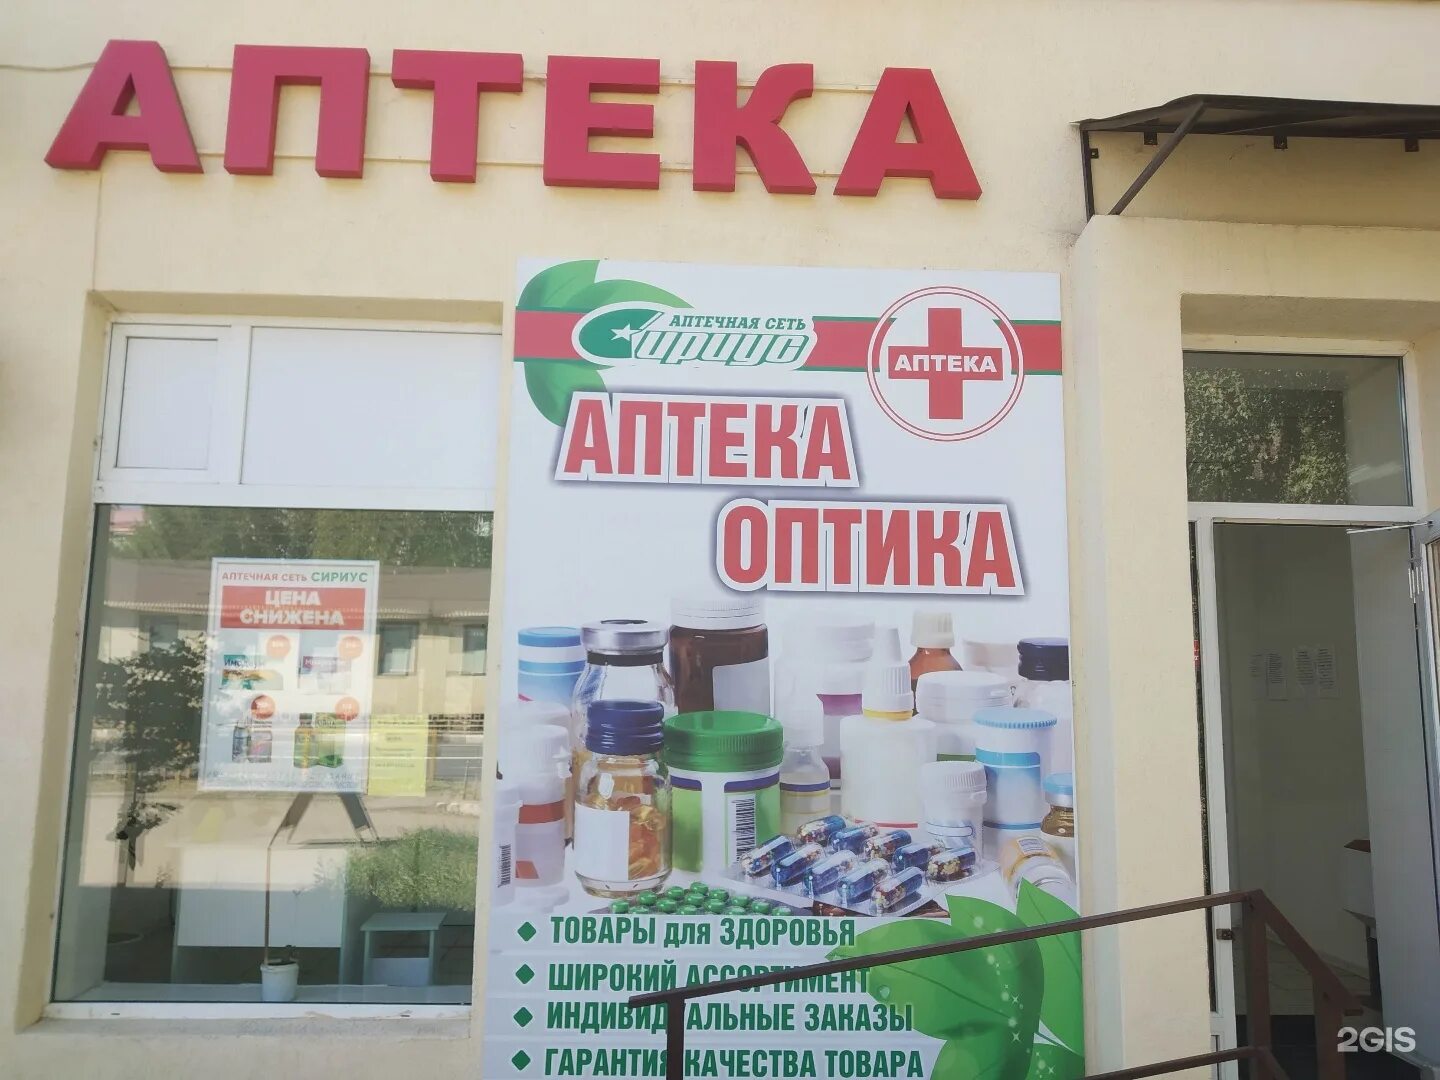 АПТЕКА
АПТЕЧНАЯ СЕТЬ
Сириус
АПТЕКА
АПТЕКА
ОПТИКА
АПТЕЧНАЯ СЕТЬ СИРИУС
ЦЕНА
СНИЖЕНА
ТОВАРЫ для ЗДОРОВЬЯ
ШИРОКИЙ АССОРТИМЕНТ
ИНДИВИДУАЛЬНЫЕ ЗАКАЗЫ
ГАРАНТИЯ КАЧЕСТВА ТОВАРА
2GIS